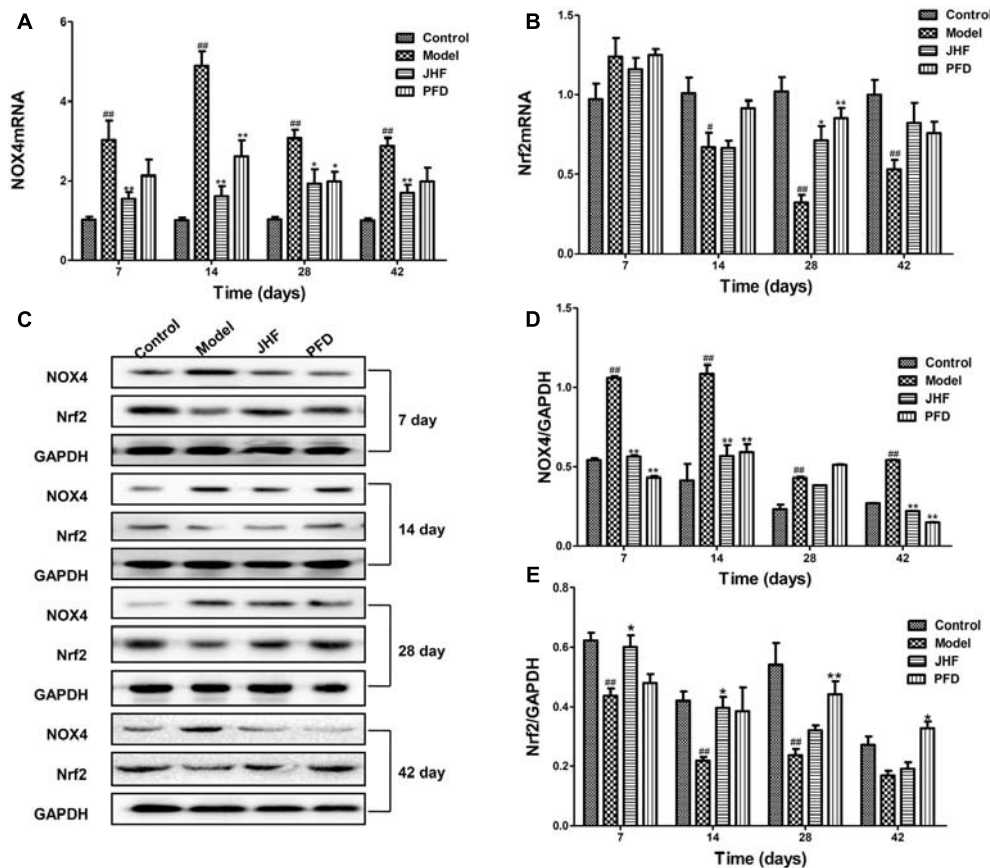 A
NOX4mRNA
6
4
2
0
##
**
##
**
**
##
*
*
##
**
7
14
28
42
Time (days)
Control
Model
JHF
PFD
B
Nrf2mRNA
1.5
1.0
0.5
0.0
#
##
*
**
##
7
14
28
42
Time (days)
Control
Model
JHF
PFD
C
Control
Model
JHF
PFD
NOX4
Nrf2
GAPDH
7 day
NOX4
Nrf2
GAPDH
14 day
NOX4
Nrf2
GAPDH
28 day
NOX4
Nrf2
GAPDH
42 day
D
NOX4/GAPDH
1.5
1.0
0.5
0.0
##
**
**
##
**
**
##
##
**
**
7
14
28
42
Time (days)
Control
Model
JHF
PFD
E
Nrf2/GAPDH
0.8
0.6
0.4
0.2
0.0
##
*
##
*
##
**
*
7
14
28
42
Time (days)
Control
Model
JHF
PFD